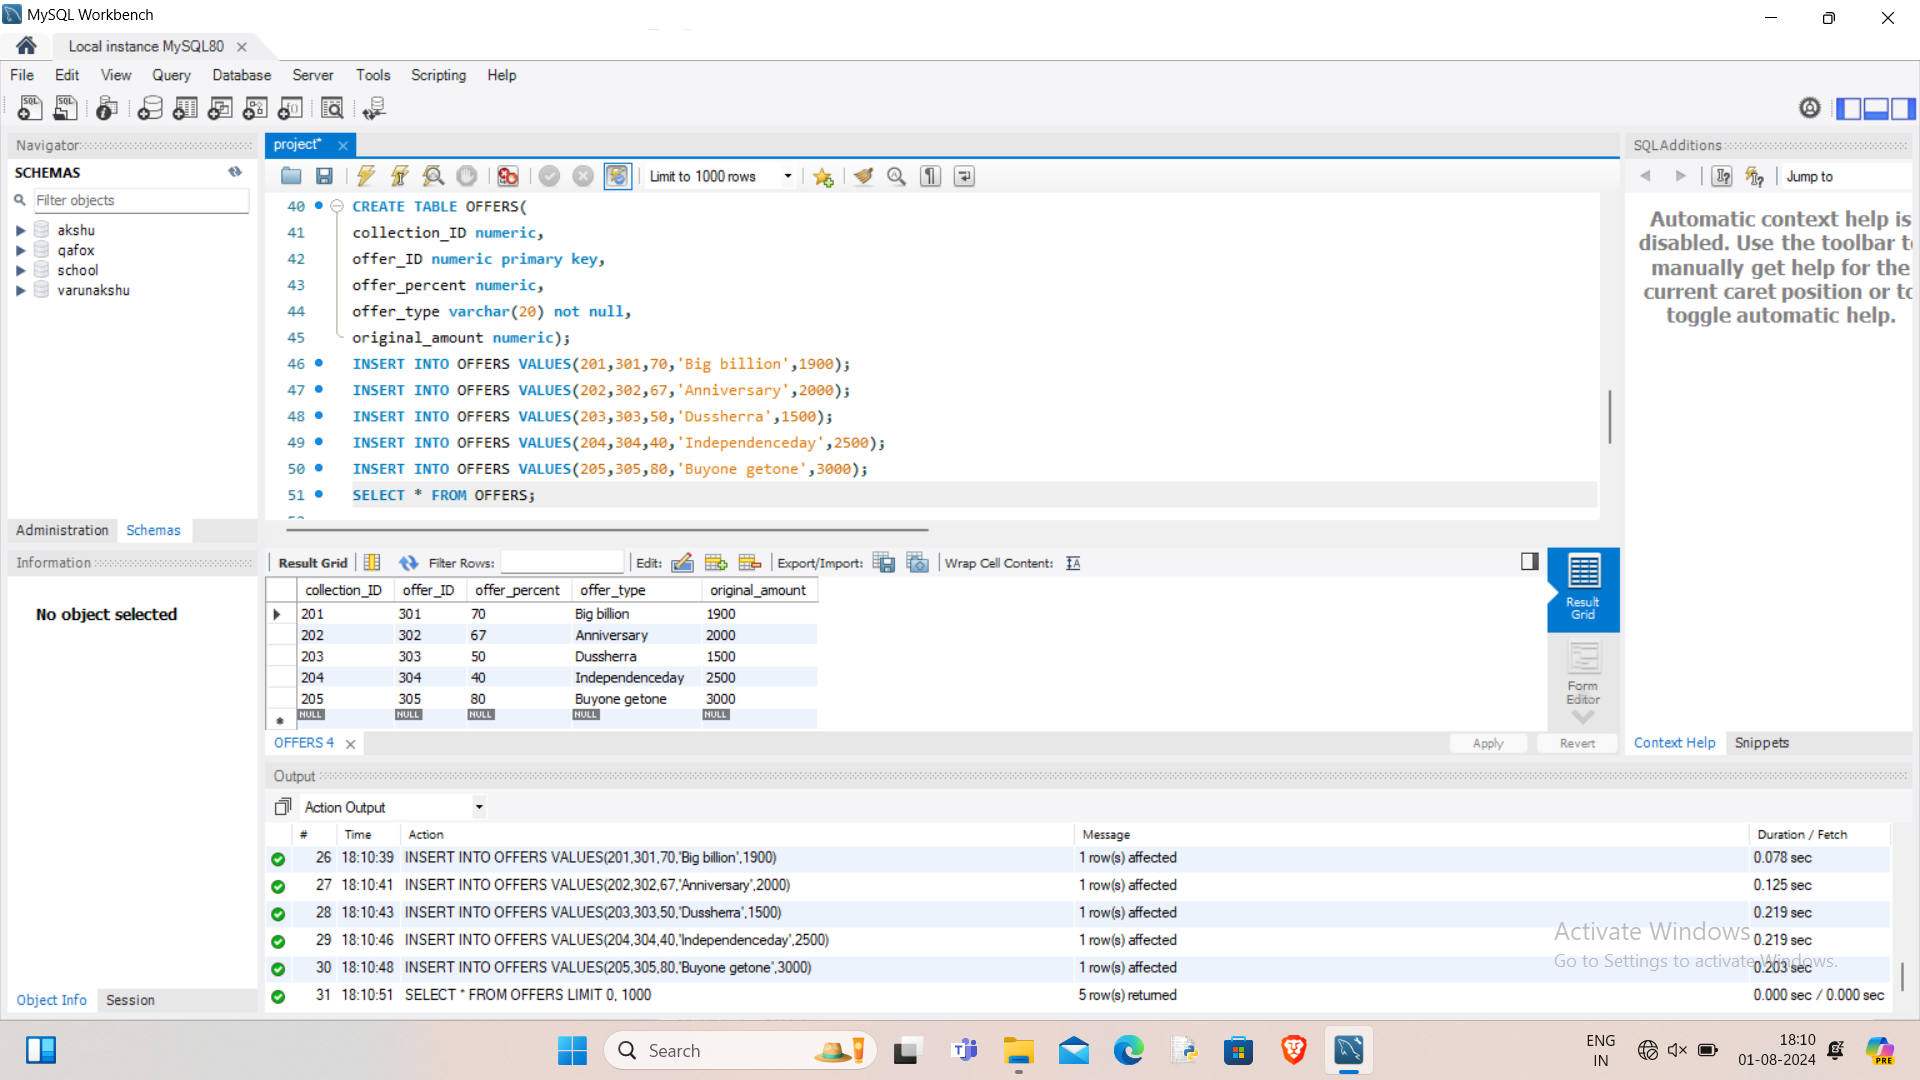 MySQL Workbench
Local instance MySQL80
File Edit View Query Database Server Tools Scripting Help
Navigator
SCHEMAS
Filter objects
akshu
qafox
school
varunakshu
Administration Schemas
Information
No object selected
Object Info Session
project*
Limit to 1000 rows
40 CREATE TABLE OFFERS(
41 collection_ID numeric,
42 offer_ID numeric primary key,
43 offer_percent numeric,
44 offer_type varchar(20) not null,
45 original_amount numeric);
46 INSERT INTO OFFERS VALUES(201,301,70,'Big billion',1900);
47 INSERT INTO OFFERS VALUES(202,302,67,'Anniversary',2000);
48 INSERT INTO OFFERS VALUES(203,303,50,'Dussherra',1500);
49 INSERT INTO OFFERS VALUES(204,304,40,'Independenceday',2500);
50 INSERT INTO OFFERS VALUES(205,305,80,'Buyone getone',3000);
51 SELECT * FROM OFFERS;
Result Grid Filter Rows: Edit: Export/Import: Wrap Cell Content:
collection_ID offer_ID offer_percent offer_type original_amount
201 301 70 Big billion 1900
202 302 67 Anniversary 2000
203 303 50 Dussherra 1500
204 304 40 Independenceday 2500
205 305 80 Buyone getone 3000
NULL NULL NULL NULL NULL
Result
Grid
Form
Editor
OFFERS 4
Apply Revert
SQLAdditions
Jump to
Automatic context help is
disabled. Use the toolbar
manually get help for the
current caret position or
toggle automatic help.
Context Help Snippets
Output
Action Output
# Time Action Message Duration / Fetch
26 18:10:39 INSERT INTO OFFERS VALUES(201,301,70,'Big billion',1900) 1 row(s) affected 0.078 sec
27 18:10:41 INSERT INTO OFFERS VALUES(202,302,67,'Anniversary',2000) 1 row(s) affected 0.125 sec
28 18:10:43 INSERT INTO OFFERS VALUES(203,303,50,'Dussherra',1500) 1 row(s) affected 0.219 sec
29 18:10:46 INSERT INTO OFFERS VALUES(204,304,40,'Independenceday',2500) 1 row(s) affected 0.219 sec
30 18:10:48 INSERT INTO OFFERS VALUES(205,305,80,'Buyone getone',3000) 1 row(s) affected 0.203 sec
31 18:10:51 SELECT * FROM OFFERS LIMIT 0, 1000 5 row(s) returned 0.000 sec / 0.000 sec
Activate Windows
Go to Settings to activate Windows.
Search
ENG
IN
18:10
01-08-2024
PRE